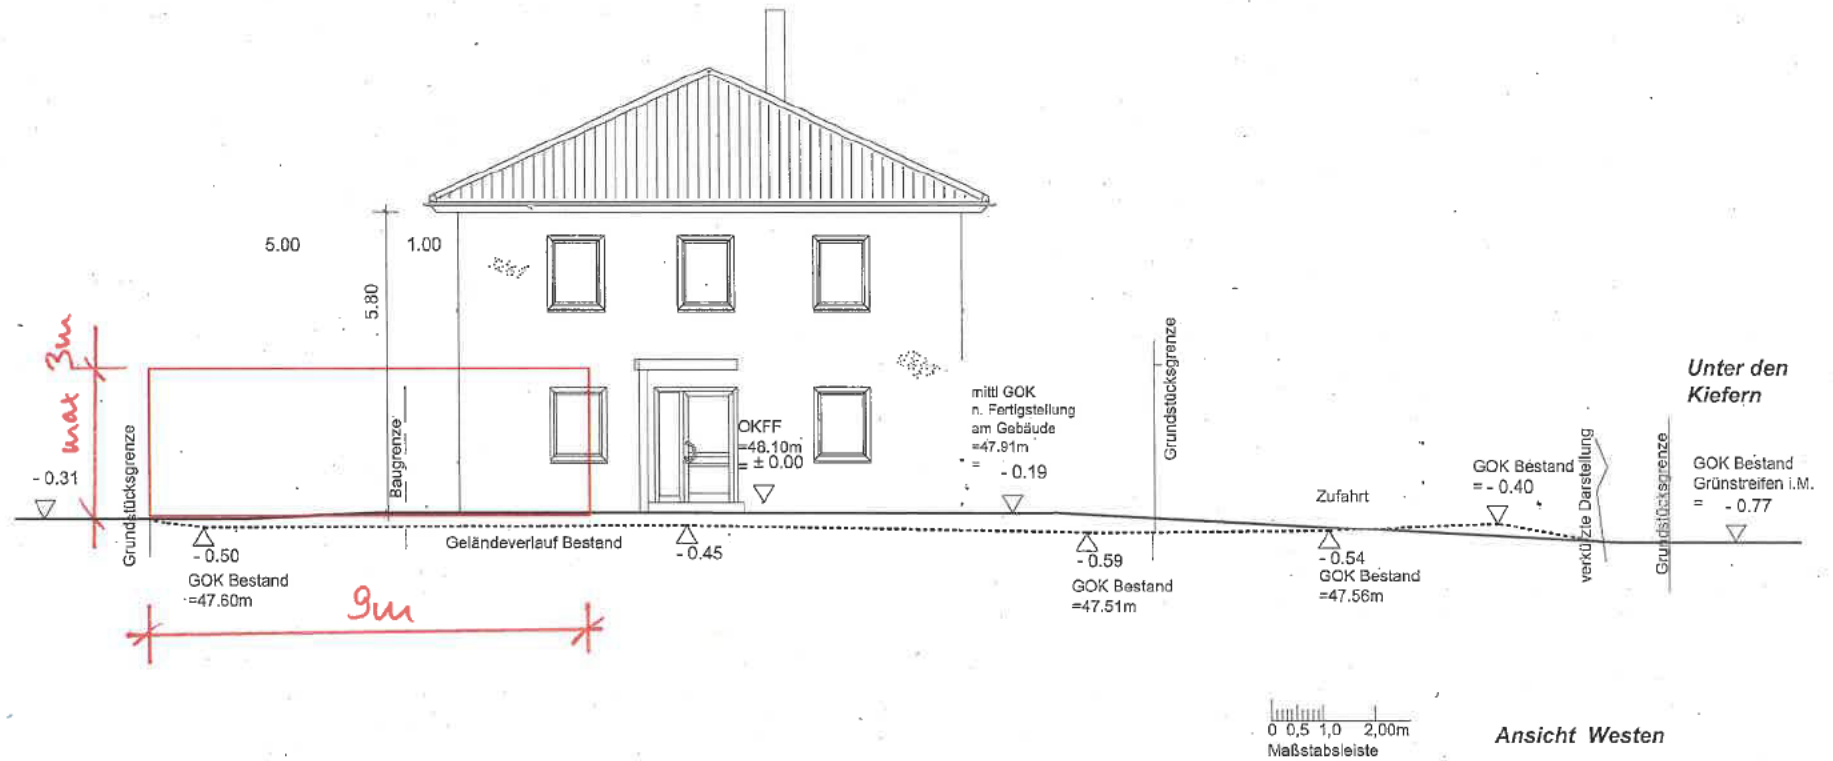 5.00
1.00
5.80
max 3m
Grundstücksgrenze
- 0.31
Baugrenze
OKFF
=48.10m
= ± 0.00
mittl GOK
n. Fertigstellung
am Gebäude
=47.91m
= - 0.19
Grundstücksgrenze
Unter den
Kiefern
Zufahrt
GOK Bestand
= - 0.40
verkürzte Darstellung
Grundstücksgrenze
GOK Bestand
Grünstreifen i.M.
= - 0.77
- 0.50
GOK Bestand
=47.60m
Geländeverlauf Bestand
- 0.45
- 0.59
GOK Bestand
=47.51m
- 0.54
GOK Bestand
=47.56m
9m
0 0,5 1,0 2,00m
Maßstabsleiste
Ansicht Westen